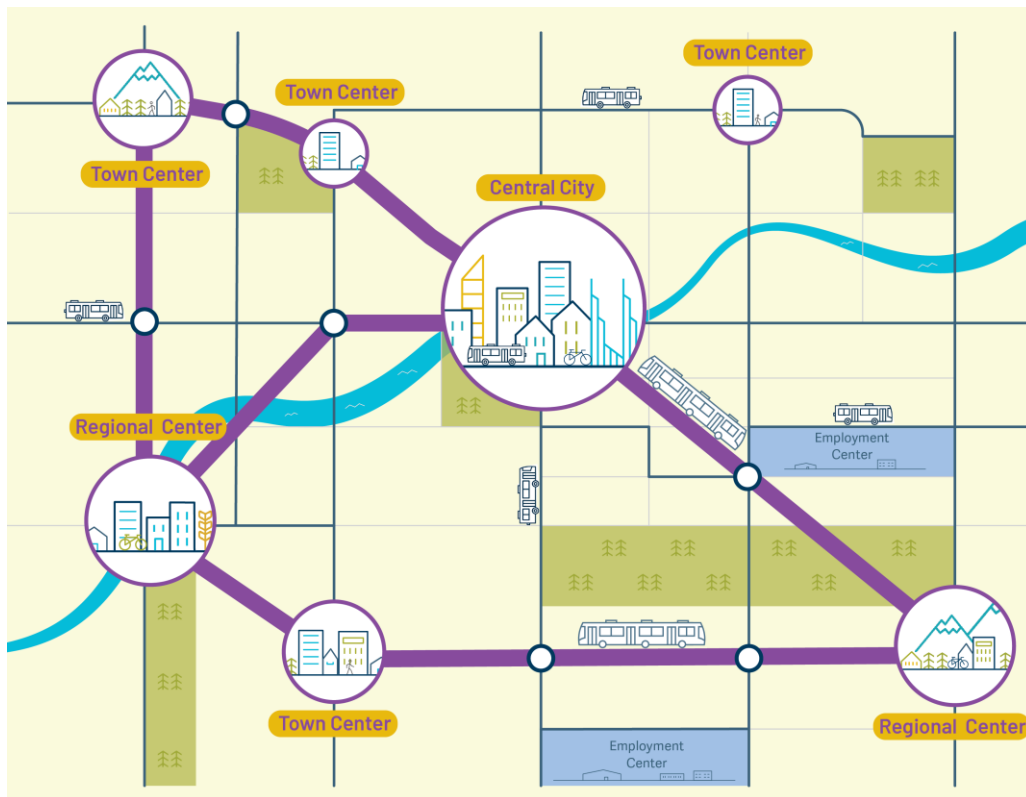 Town Center
Town Center
Town Center
Central City
Regional Center
Employment
Center
Town Center
Regional Center
Employment
Center